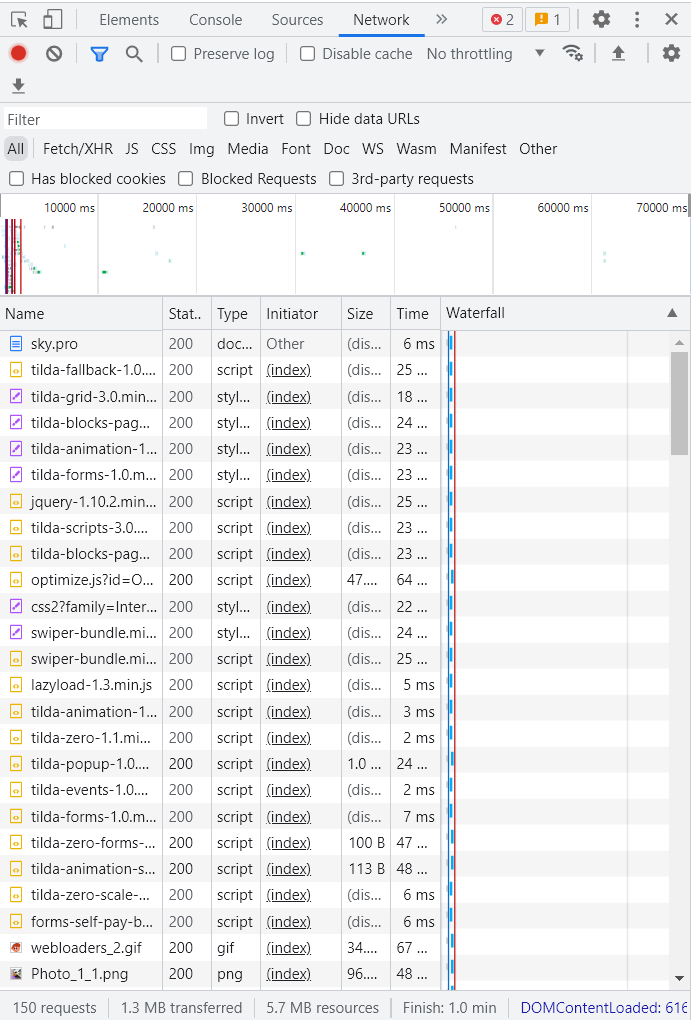 Elements Console Sources Network 2 1
Preserve log Disable cache No throttling
Filter Invert Hide data URLs
All Fetch/XHR JS CSS Img Media Font Doc WS Wasm Manifest Other
Has blocked cookies Blocked Requests 3rd-party requests
10000 ms 20000 ms 30000 ms 40000 ms 50000 ms 60000 ms 70000 ms
Name Stat.. Type Initiator Size Time Waterfall
sky.pro 200 doc... Other (dis... 6 ms
tilda-fallback-1.0.... 200 script (index) (dis... 25 ...
tilda-grid-3.0.min... 200 styl... (index) (dis... 18 ...
tilda-blocks-pag... 200 styl... (index) (dis... 24 ...
tilda-animation-1... 200 styl... (index) (dis... 23 ...
tilda-forms-1.0.m... 200 styl... (index) (dis... 23 ...
jquery-1.10.2.min... 200 script (index) (dis... 25 ...
tilda-scripts-3.0.... 200 script (index) (dis... 23 ...
tilda-blocks-pag... 200 script (index) (dis... 23 ...
optimize.js?id=O... 200 script (index) 47.... 64 ...
css2?family=Inter... 200 styl... (index) (dis... 22 ...
swiper-bundle.mi... 200 styl... (index) (dis... 24 ...
swiper-bundle.mi... 200 script (index) (dis... 25 ...
lazyload-1.3.min.js 200 script (index) (dis... 5 ms
tilda-animation-1... 200 script (index) (dis... 3 ms
tilda-zero-1.1.mi... 200 script (index) (dis... 2 ms
tilda-popup-1.0.... 200 script (index) 1.0 ... 24 ...
tilda-events-1.0.... 200 script (index) (dis... 2 ms
tilda-forms-1.0.m... 200 script (index) (dis... 7 ms
tilda-zero-forms-... 200 script (index) 100 B 47 ...
tilda-animation-s... 200 script (index) 113 B 48 ...
tilda-zero-scale-... 200 script (index) (dis... 6 ms
forms-self-pay-b... 200 script (index) (dis... 6 ms
webloaders_2.gif 200 gif (index) 34.... 67 ...
Photo_1_1.png 200 png (index) 96.... 48 ...
150 requests 1.3 MB transferred 5.7 MB resources Finish: 1.0 min DOMContentLoaded: 616